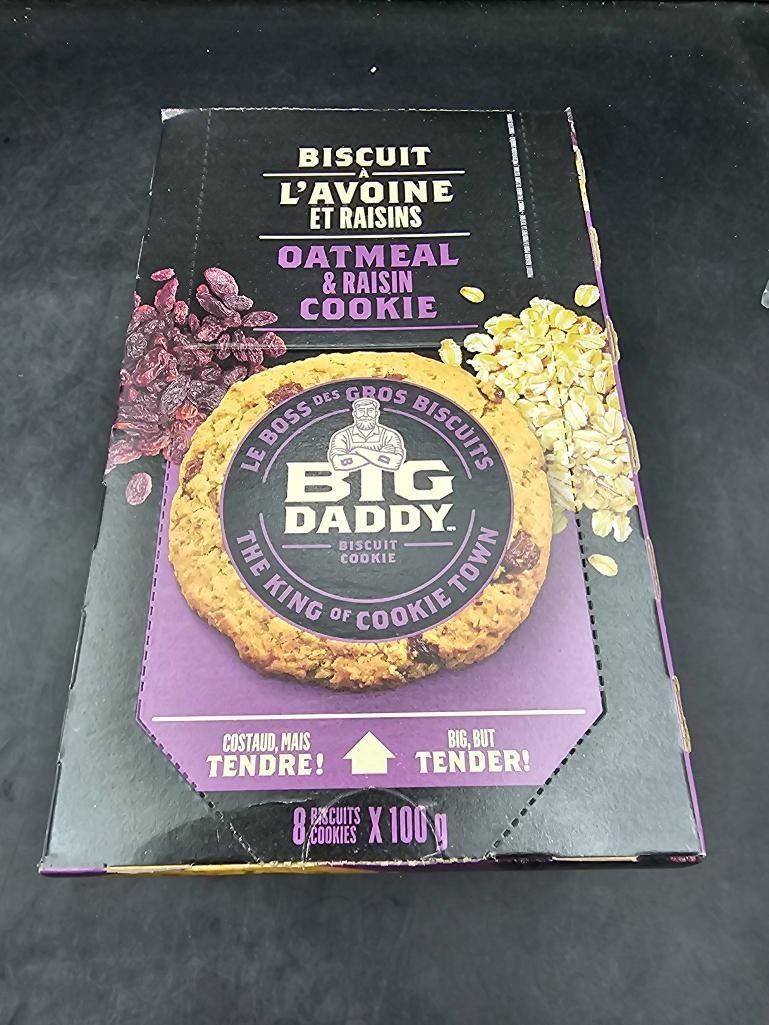 BISCUIT
À
L'AVOINE
ET RAISINS
OATMEAL
& RAISIN
COOKIE
LE BOSS DES GROS BISCUITS
BIG
DADDY
BISCUIT
COOKIE
THE KING OF COOKIE TOWN
COSTAUD, MAIS
TENDRE!
BIG, BUT
TENDER!
8 BISCUITS COOKIES X 100 g